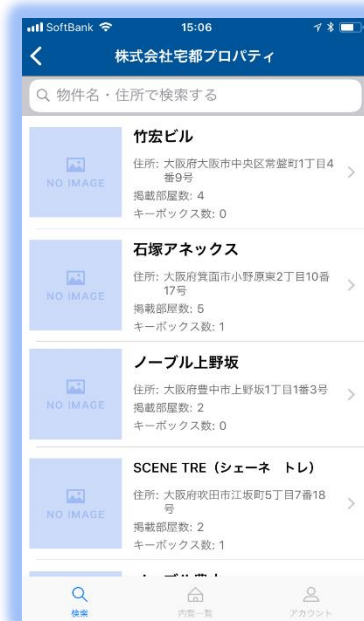 SoftBank 15:06
株式会社宅都プロパティ
物件名・住所で検索する
竹宏ビル
住所: 大阪府大阪市中央区常盤町1丁目4
番9号
NO IMAGE
掲載部屋数: 4
キーボックス数: 0
石塚アネックス
住所: 大阪府箕面市小野原東2丁目10番
17号
NO IMAGE
掲載部屋数: 5
キーボックス数: 1
ノーブル上野坂
住所: 大阪府豊中市上野坂1丁目1番3号
NO IMAGE
掲載部屋数: 2
キーボックス数: 0
SCENE TRE（シェーネ　トレ）
住所: 大阪府吹田市江坂町5丁目7番18
号
NO IMAGE
掲載部屋数: 2
キーボックス数: 1
検索
内覧一覧
アカウント